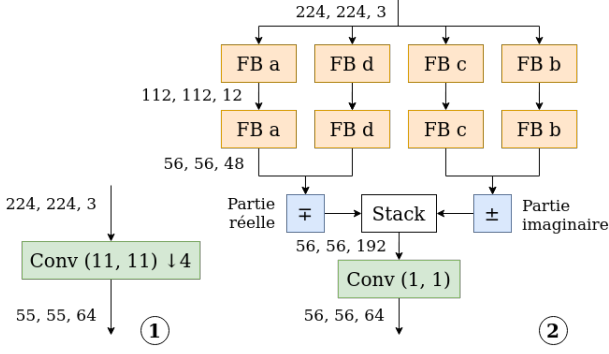 224, 224, 3
FB a FB d FB c FB b
112, 112, 12
FB a FB d FB c FB b
56, 56, 48
Partie
réelle
∓
Stack
±
Partie
imaginaire
56, 56, 192
Conv (1, 1)
56, 56, 64
2
224, 224, 3
Conv (11, 11) ↓4
55, 55, 64
1